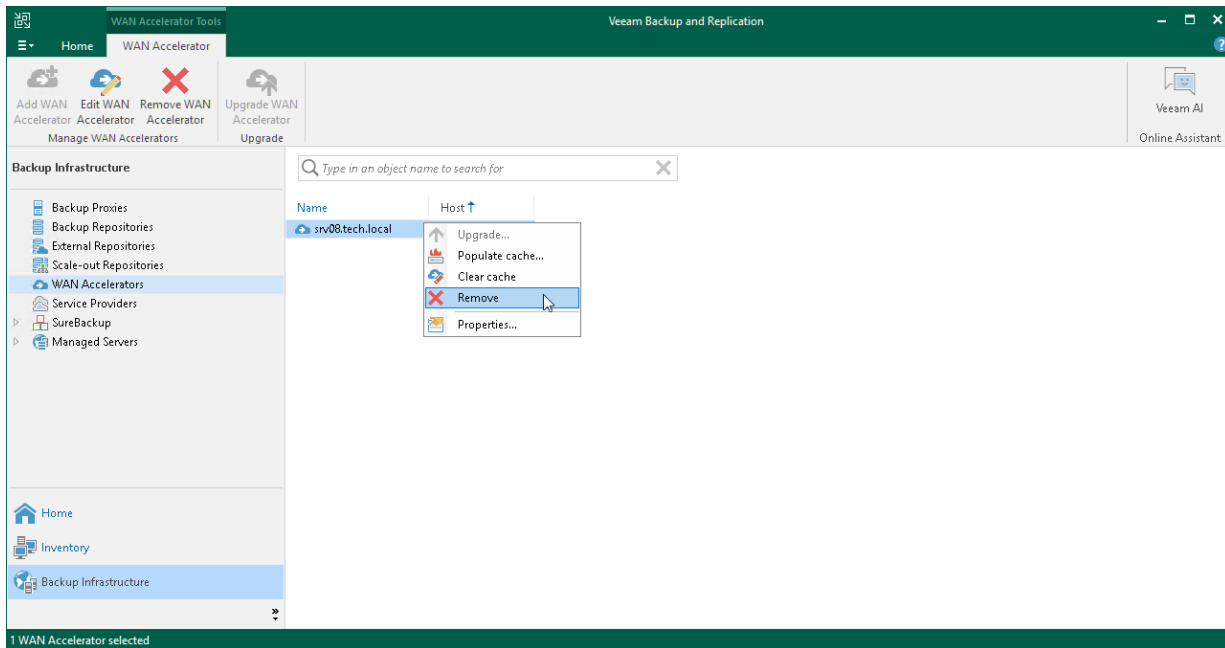 WAN Accelerator Tools
Veeam Backup and Replication
Home
WAN Accelerator
Add WAN Accelerator
Edit WAN Accelerator
Remove WAN Accelerator
Upgrade WAN Accelerator
Veeam AI
Manage WAN Accelerators
Upgrade
Online Assistant
Backup Infrastructure
Type in an object name to search for
Backup Proxies
Backup Repositories
External Repositories
Scale-out Repositories
WAN Accelerators
Service Providers
SureBackup
Managed Servers
Name
Host
srv08.tech.local
Upgrade...
Populate cache...
Clear cache
Remove
Properties...
Home
Inventory
Backup Infrastructure
1 WAN Accelerator selected